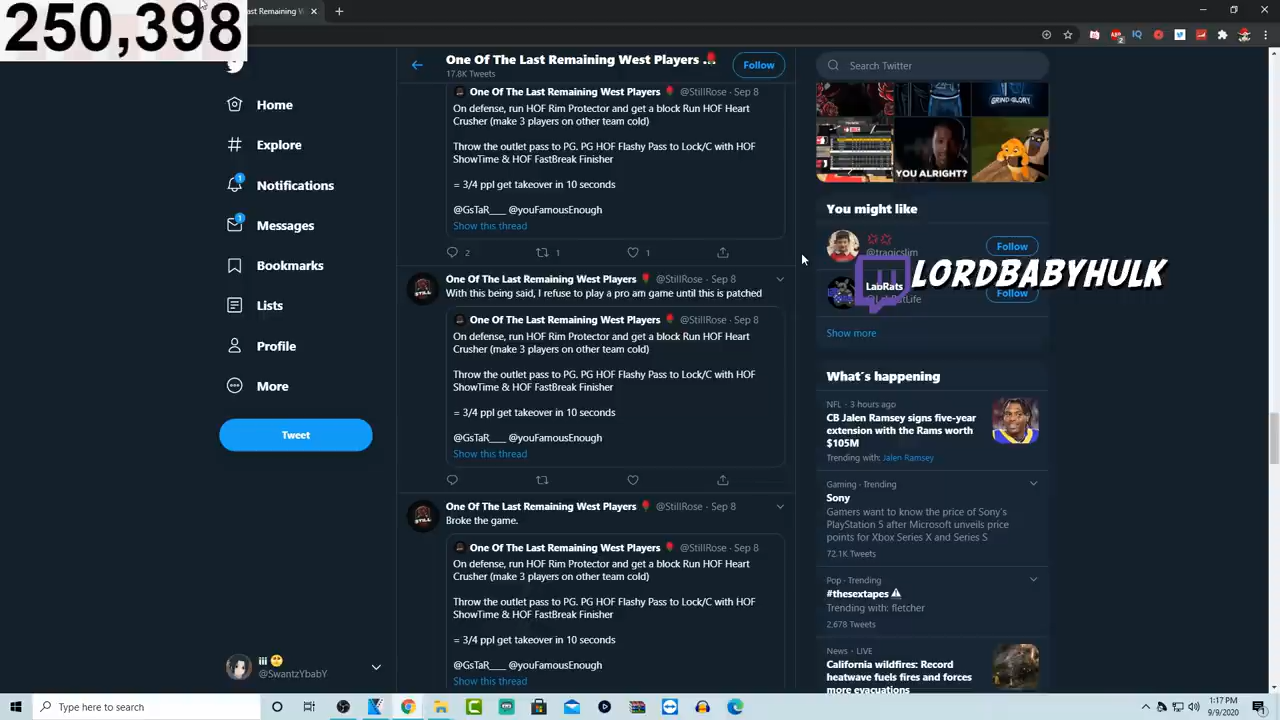 250,398
last Remaining W
One Of The Last Remaining West Players ...
17.8K Tweets
Follow
Search Twitter
Home
Explore
1
Notifications
1
Messages
Bookmarks
Lists
Profile
More
Tweet
iii
@SwantzYbabY
One Of The Last Remaining West Players @StillRose · Sep 8
On defense, run HOF Rim Protector and get a block Run HOF Heart
Crusher (make 3 players on other team cold)
Throw the outlet pass to PG. PG HOF Flashy Pass to Lock/C with HOF
ShowTime & HOF FastBreak Finisher
= 3/4 ppl get takeover in 10 seconds
@GsTaR___ @youFamousEnough
Show this thread
2 1 1
STILL
One Of The Last Remaining West Players @StillRose · Sep 8
With this being said, I refuse to play a pro am game until this is patched
One Of The Last Remaining West Players @StillRose · Sep 8
On defense, run HOF Rim Protector and get a block Run HOF Heart
Crusher (make 3 players on other team cold)
Throw the outlet pass to PG. PG HOF Flashy Pass to Lock/C with HOF
ShowTime & HOF FastBreak Finisher
= 3/4 ppl get takeover in 10 seconds
@GsTaR___ @youFamousEnough
Show this thread
STILL
One Of The Last Remaining West Players @StillRose · Sep 8
Broke the game.
One Of The Last Remaining West Players @StillRose · Sep 8
On defense, run HOF Rim Protector and get a block Run HOF Heart
Crusher (make 3 players on other team cold)
Throw the outlet pass to PG. PG HOF Flashy Pass to Lock/C with HOF
ShowTime & HOF FastBreak Finisher
= 3/4 ppl get takeover in 10 seconds
@GsTaR___ @youFamousEnough
Show this thread
GRIND/GLORY
YOU ALRIGHT?
You might like
@tragicslim
Follow
LORDBABYHULK
LabRats
Follow
Show more
What's happening
NFL · 3 hours ago
CB Jalen Ramsey signs five-year
extension with the Rams worth
$105M
Trending with: Jalen Ramsey
Gaming · Trending
Sony
Gamers want to know the price of Sony's
PlayStation 5 after Microsoft unveils price
points for Xbox Series X and Series S
72.1K Tweets
Pop · Trending
#thesextapes
Trending with: fletcher
2,678 Tweets
News · LIVE
California wildfires: Record
heatwave fuels fires and forces
more evacuations
Type here to search
1:17 PM
9/9/2020